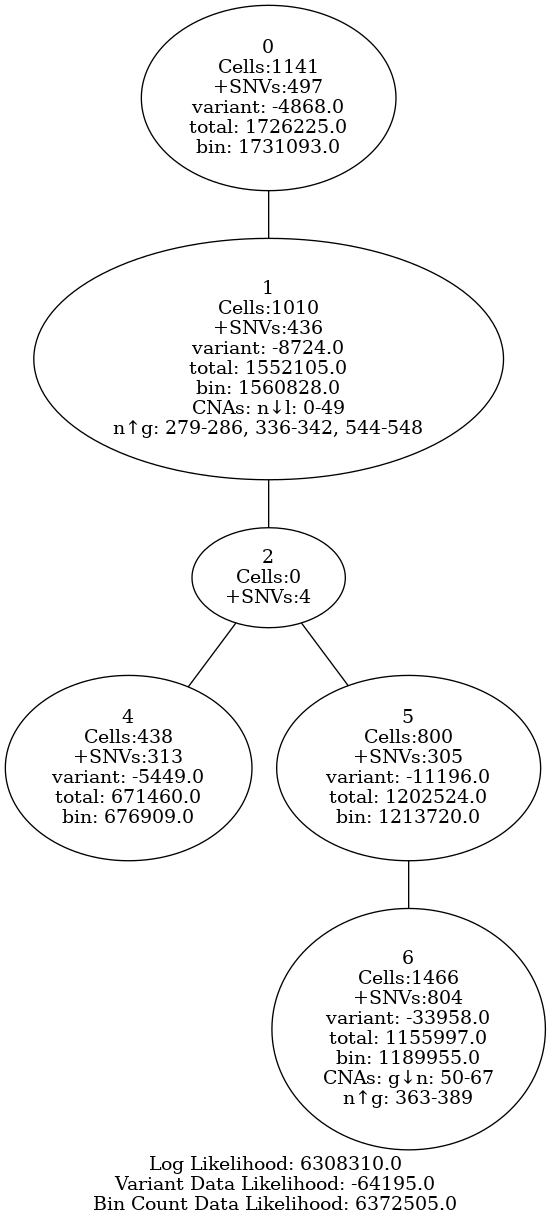 0
Cells:1141
+SNVs:497
variant: -4868.0
total: 1726225.0
bin: 1731093.0
1
Cells:1010
+SNVs:436
variant: -8724.0
total: 1552105.0
bin: 1560828.0
CNAs: n↓l: 0-49
n↑g: 279-286, 336-342, 544-548
2
Cells:0
+SNVs:4
4
Cells:438
+SNVs:313
variant: -5449.0
total: 671460.0
bin: 676909.0
5
Cells:800
+SNVs:305
variant: -11196.0
total: 1202524.0
bin: 1213720.0
6
Cells:1466
+SNVs:804
variant: -33958.0
total: 1155997.0
bin: 1189955.0
CNAs: g↓n: 50-67
n↑g: 363-389
Log Likelihood: 6308310.0
Variant Data Likelihood: -64195.0
Bin Count Data Likelihood: 6372505.0